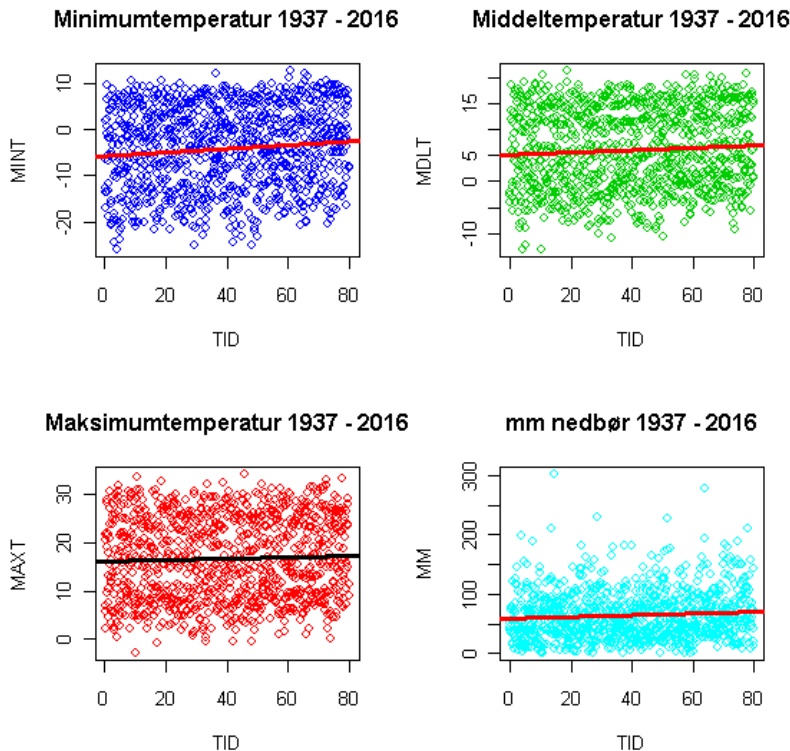 Minimumtemperatur 1937 - 2016
MINT
10
0
-10
-20
0 20 40 60 80
TID
Middeltemperatur 1937 - 2016
MDLT
15
5
0
-10
0 20 40 60 80
TID
Maksimumtemperatur 1937 - 2016
MAXT
30
20
10
0
0 20 40 60 80
TID
mm nedbør 1937 - 2016
MM
300
200
100
0
0 20 40 60 80
TID